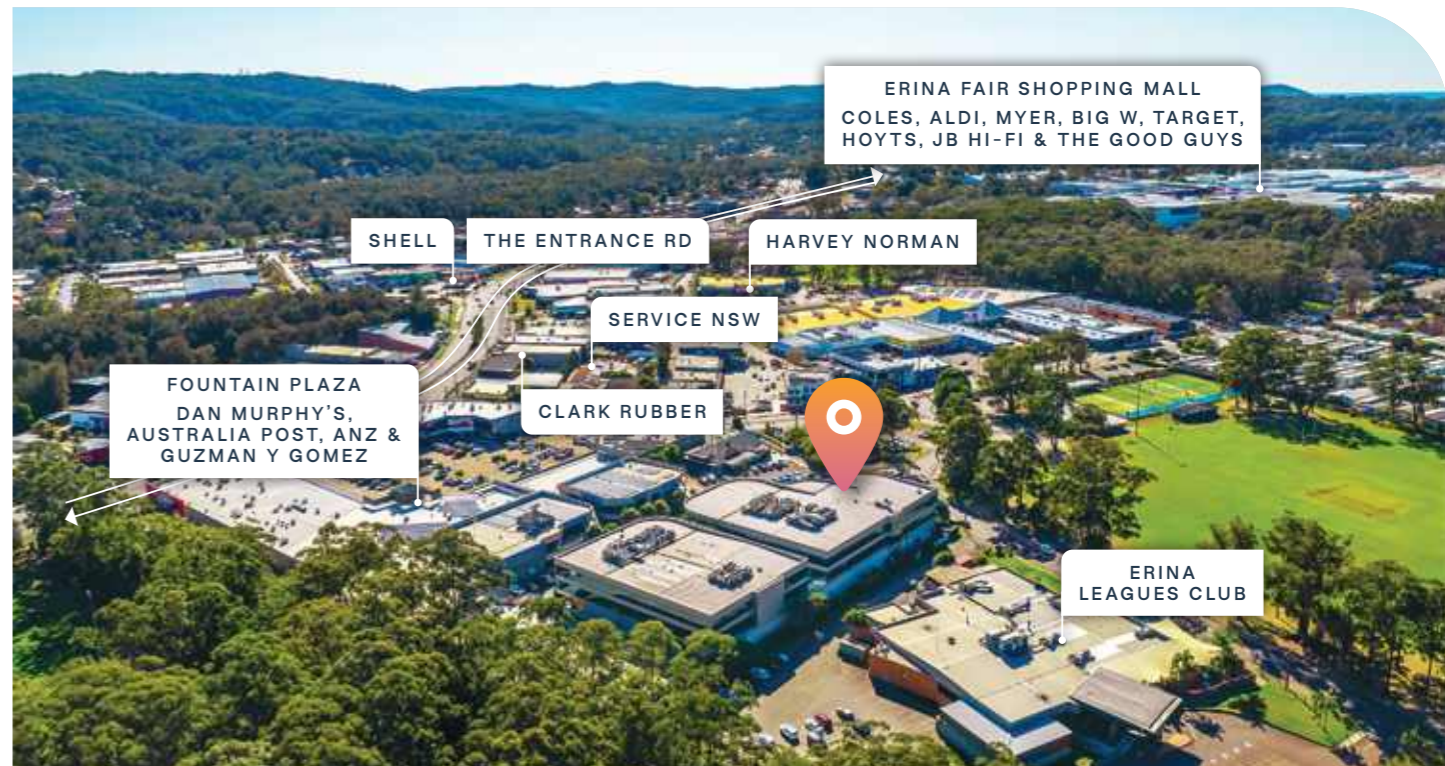 ERINA FAIR SHOPPING MALL
COLES, ALDI, MYER, BIG W, TARGET,
HOYTS, JB HI-FI & THE GOOD GUYS
SHELL
THE ENTRANCE RD
HARVEY NORMAN
SERVICE NSW
FOUNTAIN PLAZA
DAN MURPHY'S,
AUSTRALIA POST, ANZ &
GUZMAN Y GOMEZ
CLARK RUBBER
ERINA
LEAGUES CLUB